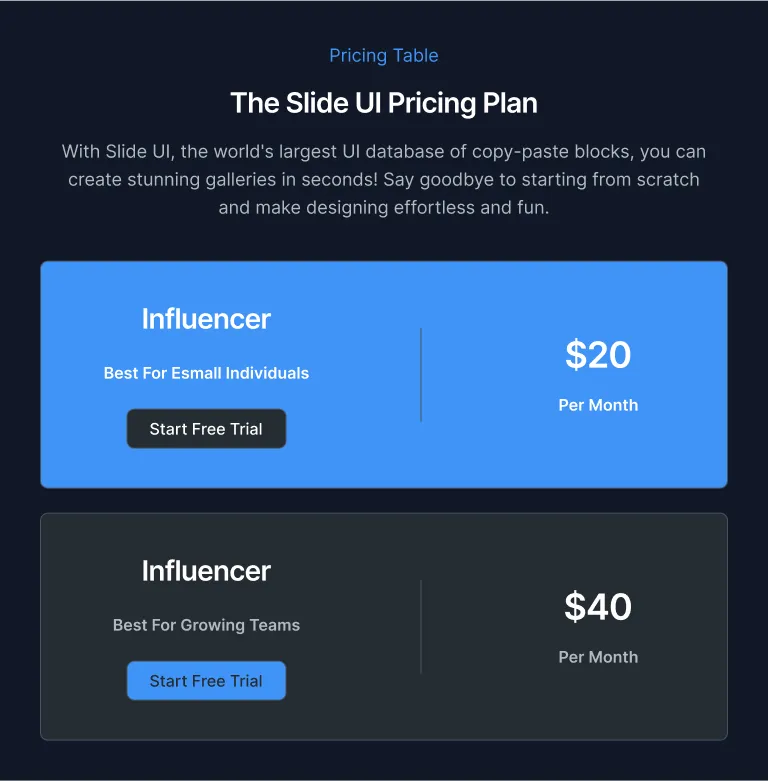 Pricing Table
The Slide UI Pricing Plan
With Slide UI, the world's largest UI database of copy-paste blocks, you can
create stunning galleries in seconds! Say goodbye to starting from scratch
and make designing effortless and fun.
Influencer
Best For Esmall Individuals
Start Free Trial
$20
Per Month
Influencer
Best For Growing Teams
Start Free Trial
$40
Per Month